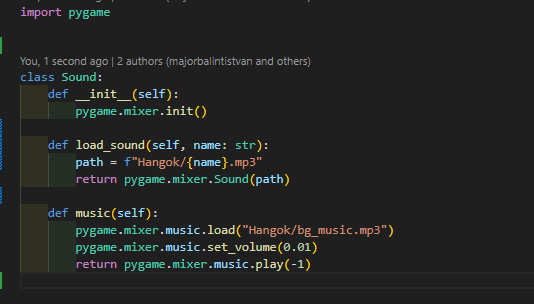 import pygame
You, 1 second ago | 2 authors (majorbalintistvan and others)
class Sound:
    def __init__(self):
        pygame.mixer.init()
    def load_sound(self, name: str):
        path = f"Hangok/{name}.mp3"
        return pygame.mixer.Sound(path)
    def music(self):
        pygame.mixer.music.load("Hangok/bg_music.mp3")
        pygame.mixer.music.set_volume(0.01)
        return pygame.mixer.music.play(-1)